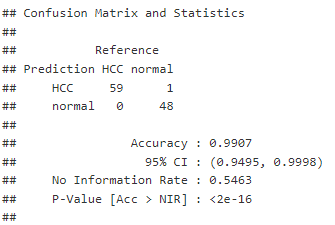 ## Confusion Matrix and Statistics
##
##           Reference
## Prediction HCC normal
##     HCC     59      1
##     normal   0     48
##
##                Accuracy : 0.9907
##                  95% CI : (0.9495, 0.9998)
##     No Information Rate : 0.5463
##     P-Value [Acc > NIR] : <2e-16
##